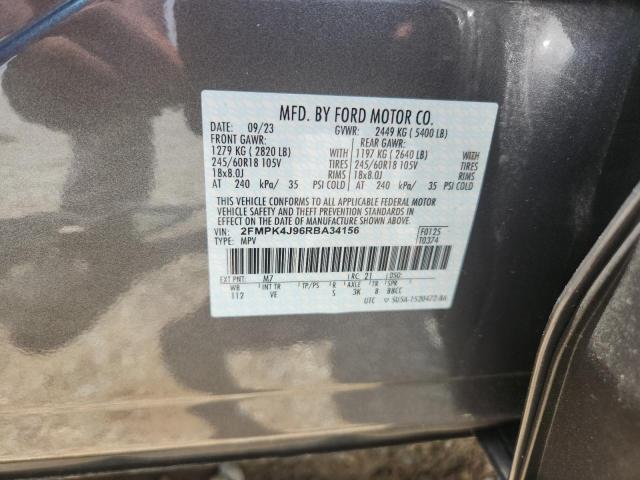 MFD. BY FORD MOTOR CO.
DATE: 09/23 GVWR: 2449 KG ( 5400 LB)
FRONT GAWR: REAR GAWR:
1279 KG ( 2820 LB) WITH 1197 KG ( 2640 LB) WITH
245/60R18 105V TIRES 245/60R18 105V TIRES
18x8.0J RIMS 18x8.0J RIMS
AT 240 kPa/ 35 PSI COLD AT 240 kPa/ 35 PSI COLD
THIS VEHICLE CONFORMS TO ALL APPLICABLE FEDERAL MOTOR
VEHICLE SAFETY AND THEFT PREVENTION STANDARDS IN
EFFECT ON THE DATE OF MANUFACTURE SHOWN ABOVE.
VIN: 2FMPK4J96RBA34156 F0125
TYPE: MPV T0374
EXT PNT: M7 RC: 21 DSO:
WB INT TR TP/PS R AXLE TR SPR
112 VE S 3K 8 BBCC
UTC